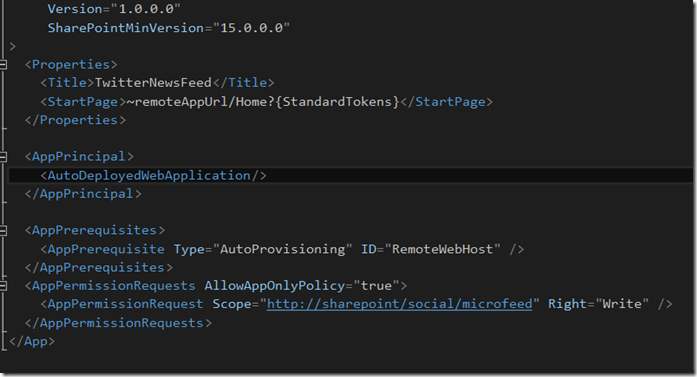 Version="1.0.0.0"
SharePointMinVersion="15.0.0.0"
>
<Properties>
<Title>TwitterNewsFeed</Title>
<StartPage>~remoteAppUrl/Home?{StandardTokens}</StartPage>
</Properties>
<AppPrincipal>
<AutoDeployedWebApplication/>
</AppPrincipal>
<AppPrerequisites>
<AppPrerequisite Type="AutoProvisioning" ID="RemoteWebHost" />
</AppPrerequisites>
<AppPermissionRequests AllowAppOnlyPolicy="true">
<AppPermissionRequest Scope="http://sharepoint/social/microfeed" Right="Write" />
</AppPermissionRequests>
</App>